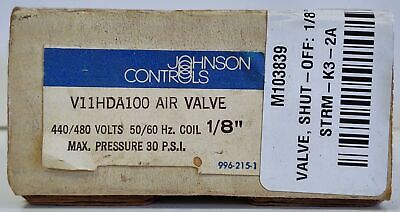 JOHNSON
CONTROLS
V11HDA100 AIR VALVE
440/480 VOLTS 50/60 Hz. COIL 1/8"
MAX. PRESSURE 30 P.S.I.
996-215-1
M103839
VALVE, SHUT-OFF: 1/8"
STRM-K3-2A